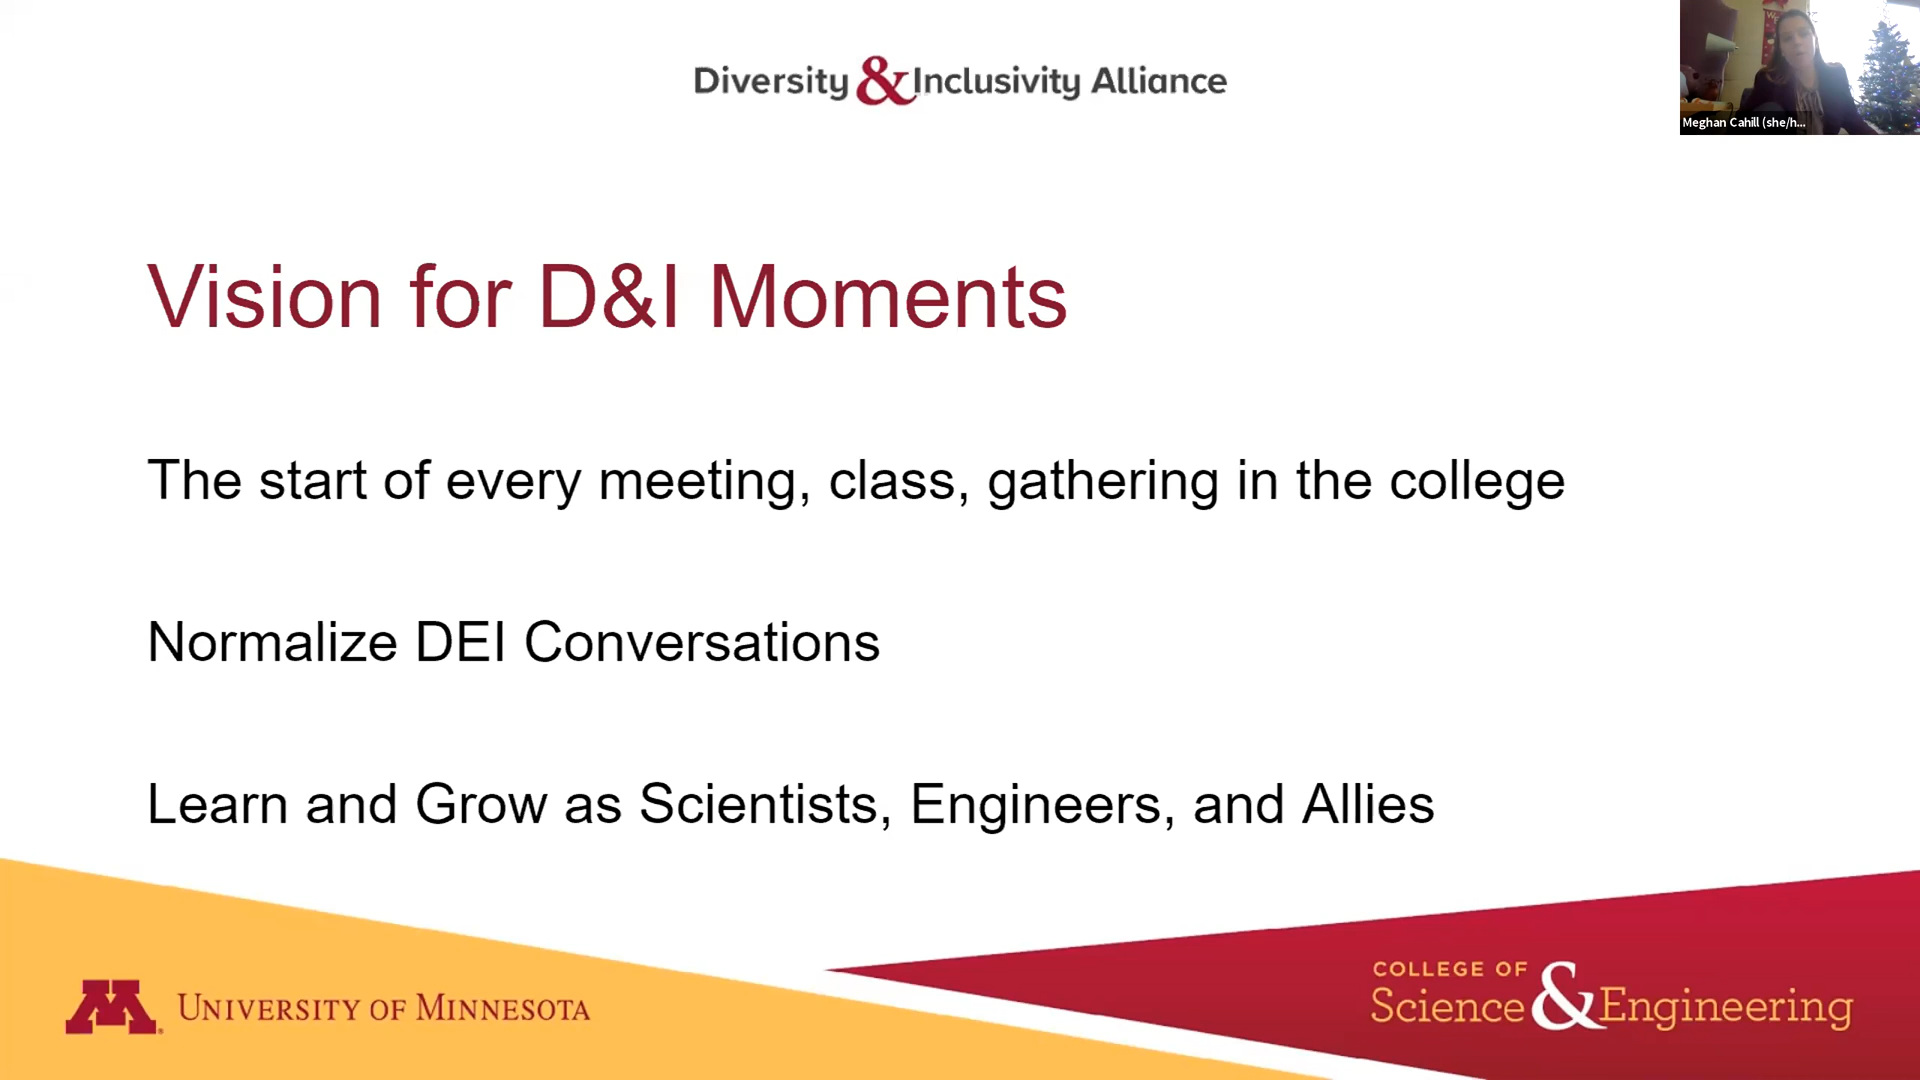 Diversity & Inclusivity Alliance
Meghan Cahill (she/h...
Vision for D&I Moments
The start of every meeting, class, gathering in the college
Normalize DEI Conversations
Learn and Grow as Scientists, Engineers, and Allies
M UNIVERSITY OF MINNESOTA
COLLEGE OF
Science & Engineering